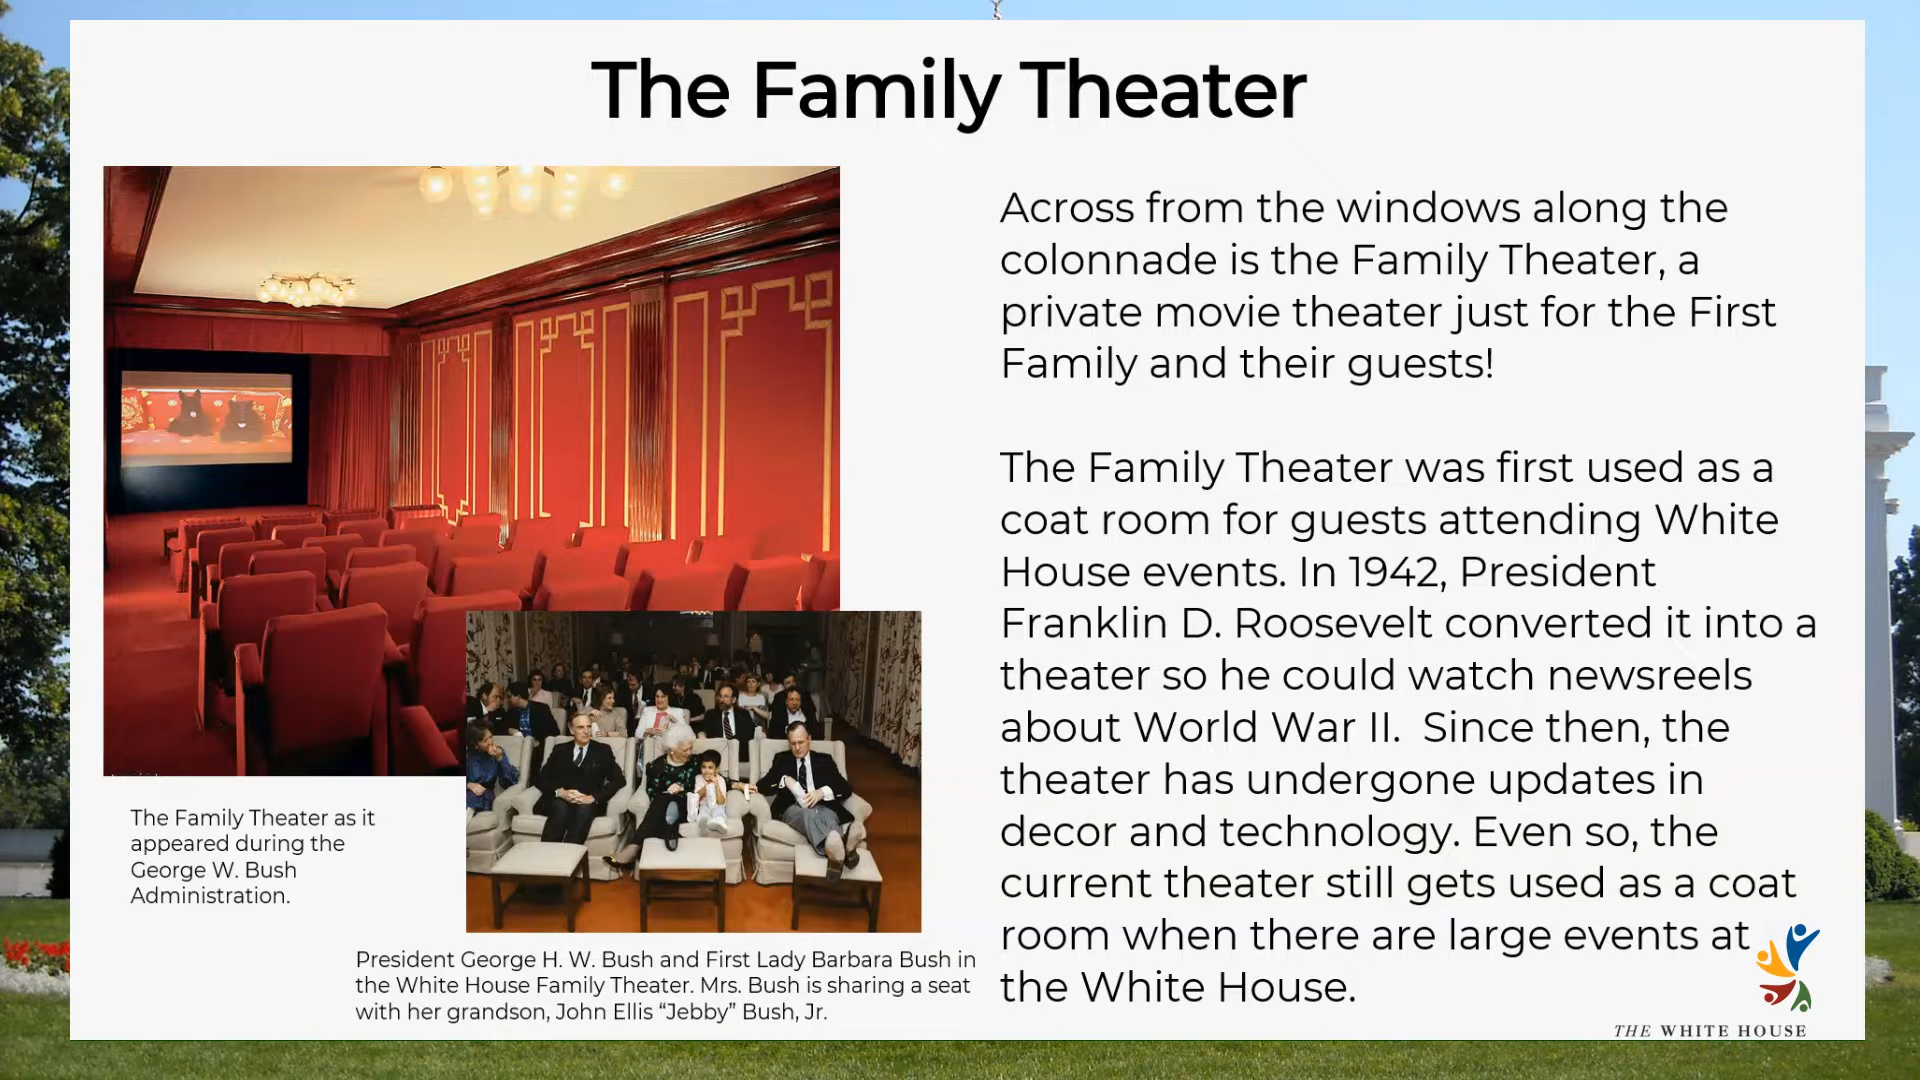 The Family Theater
Across from the windows along the
colonnade is the Family Theater, a
private movie theater just for the First
Family and their guests!
The Family Theater was first used as a
coat room for guests attending White
House events. In 1942, President
Franklin D. Roosevelt converted it into a
theater so he could watch newsreels
about World War II.  Since then, the
theater has undergone updates in
decor and technology. Even so, the
current theater still gets used as a coat
room when there are large events at
the White House.
The Family Theater as it
appeared during the
George W. Bush
Administration.
President George H. W. Bush and First Lady Barbara Bush in
the White House Family Theater. Mrs. Bush is sharing a seat
with her grandson, John Ellis “Jebby” Bush, Jr.
THE WHITE HOUSE